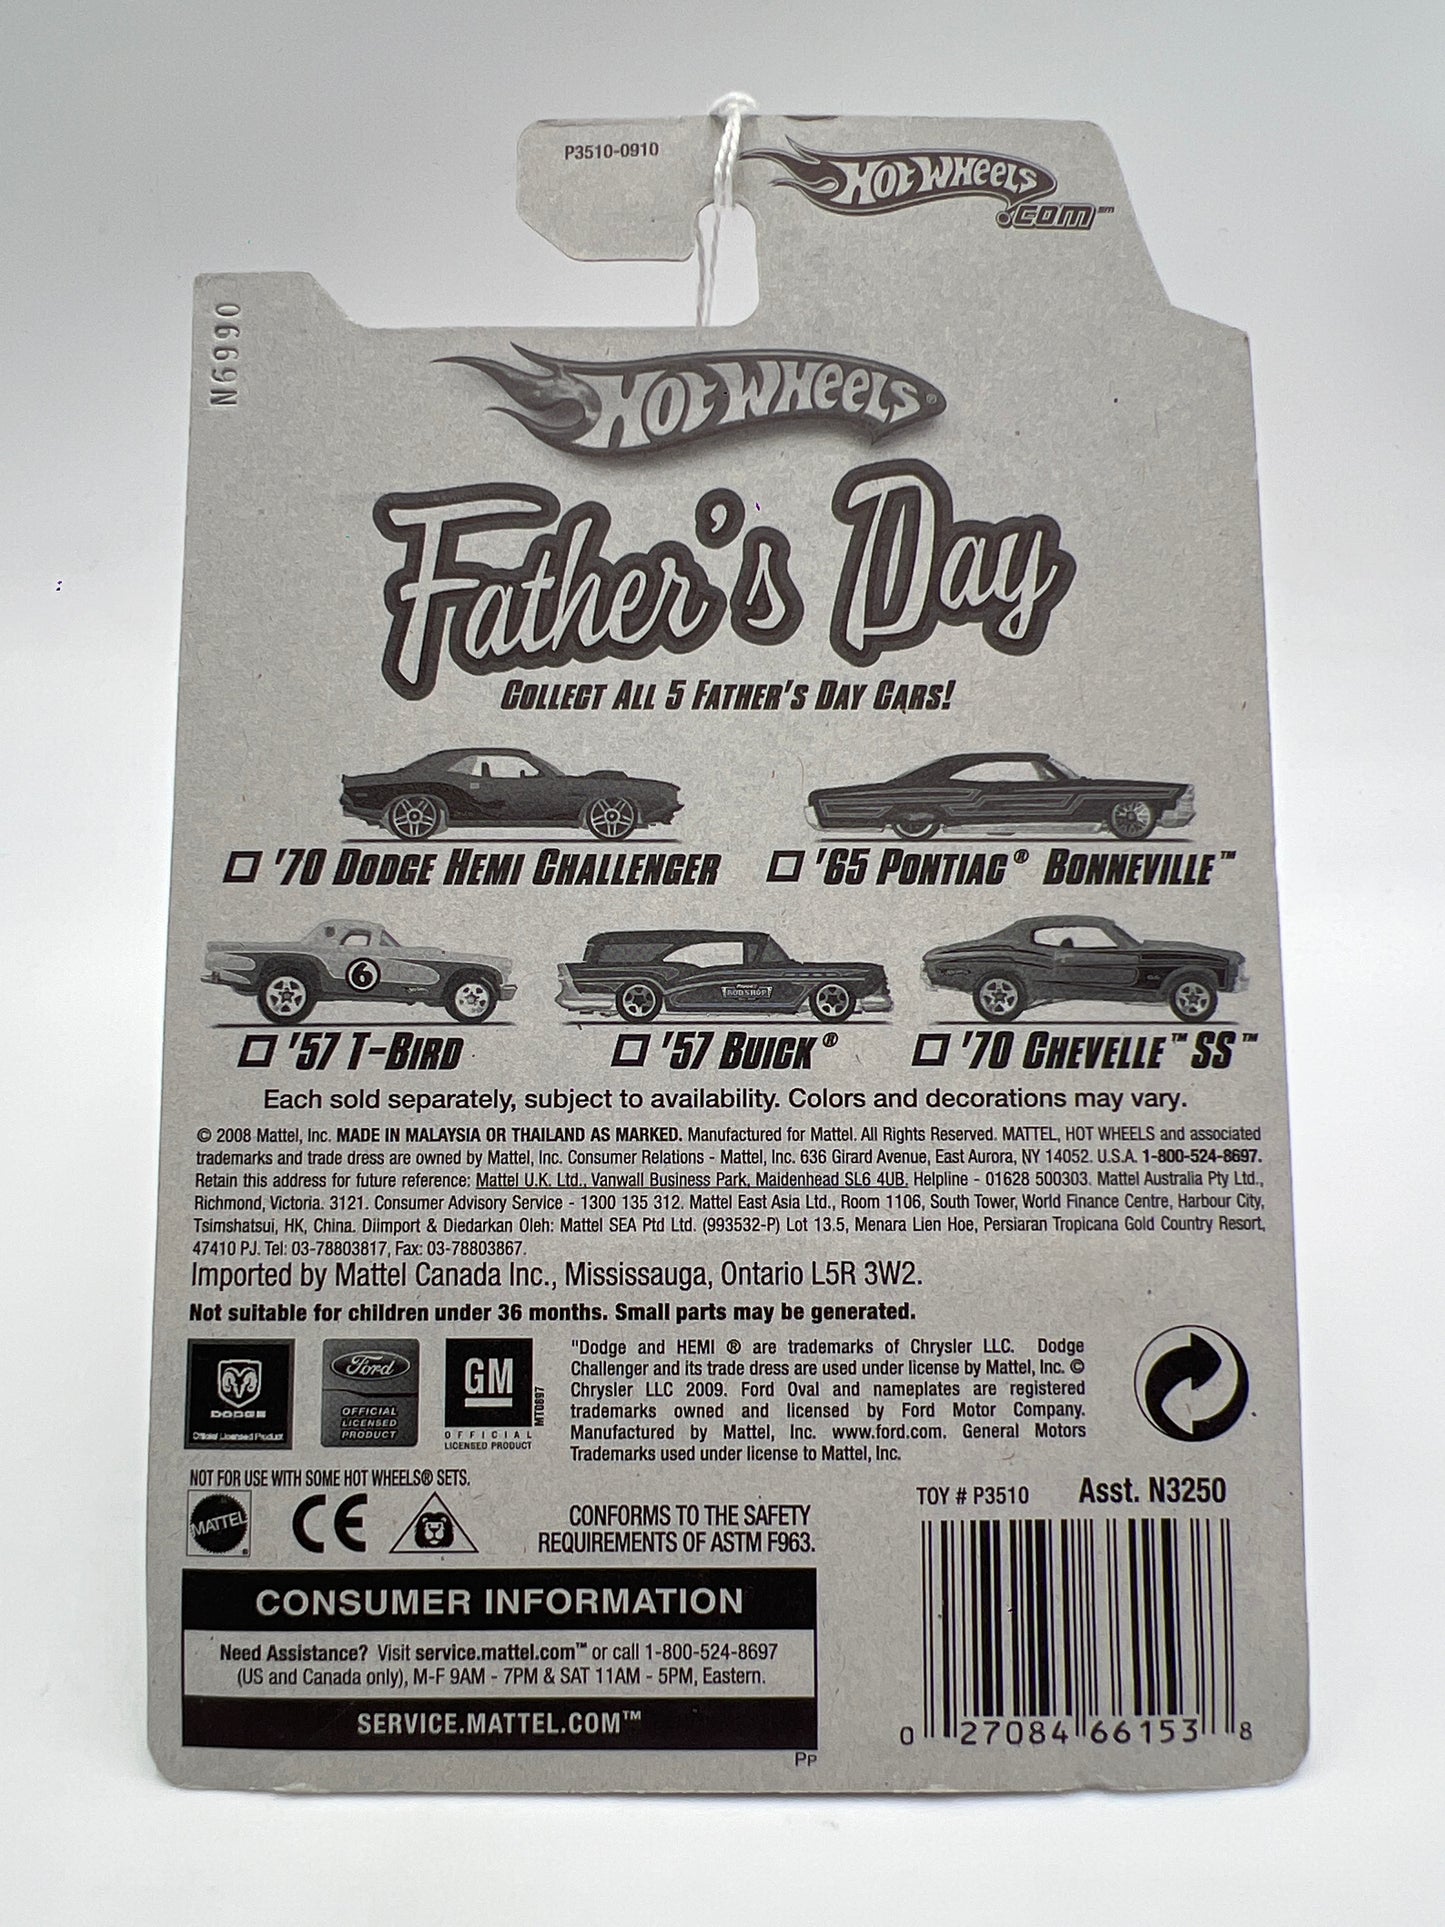 P3510-0910
Hot Wheels
.com℠
N6990
Hot Wheels®
Father's Day
Collect All 5 Father's Day Cars!
☐ '70 Dodge Hemi Challenger
☐ '65 Pontiac® Bonneville™
6
ROD SHOP
☐ '57 T-Bird
☐ '57 Buick®
☐ '70 Chevelle™ SS™
Each sold separately, subject to availability. Colors and decorations may vary.
© 2008 Mattel, Inc. MADE IN MALAYSIA OR THAILAND AS MARKED. Manufactured for Mattel. All Rights Reserved. MATTEL, HOT WHEELS and associated
trademarks and trade dress are owned by Mattel, Inc. Consumer Relations - Mattel, Inc. 636 Girard Avenue, East Aurora, NY 14052. U.S.A. 1-800-524-8697.
Retain this address for future reference: Mattel U.K. Ltd., Vanwall Business Park, Maidenhead SL6 4UB. Helpline - 01628 500303. Mattel Australia Pty Ltd.,
Richmond, Victoria. 3121. Consumer Advisory Service - 1300 135 312. Mattel East Asia Ltd., Room 1106, South Tower, World Finance Centre, Harbour City,
Tsimshatsui, HK, China. Diimport & Diedarkan Oleh: Mattel SEA Ptd Ltd. (993532-P) Lot 13.5, Menara Lien Hoe, Persiaran Tropicana Gold Country Resort,
47410 PJ. Tel: 03-78803817, Fax: 03-78803867.
Imported by Mattel Canada Inc., Mississauga, Ontario L5R 3W2.
Not suitable for children under 36 months. Small parts may be generated.
DODGE
Official Licensed Product
Ford
OFFICIAL
LICENSED
PRODUCT
GM
OFFICIAL
LICENSED PRODUCT
MT0897
"Dodge and HEMI ® are trademarks of Chrysler LLC. Dodge
Challenger and its trade dress are used under license by Mattel, Inc. ©
Chrysler LLC 2009. Ford Oval and nameplates are registered
trademarks owned and licensed by Ford Motor Company.
Manufactured by Mattel, Inc. www.ford.com. General Motors
Trademarks used under license to Mattel, Inc.
NOT FOR USE WITH SOME HOT WHEELS® SETS.
MATTEL®
CE
CONFORMS TO THE SAFETY
REQUIREMENTS OF ASTM F963.
TOY # P3510 Asst. N3250
CONSUMER INFORMATION
Need Assistance? Visit service.mattel.com™ or call 1-800-524-8697
(US and Canada only), M-F 9AM - 7PM & SAT 11AM - 5PM, Eastern.
SERVICE.MATTEL.COM™
PP
0 27084 66153 8